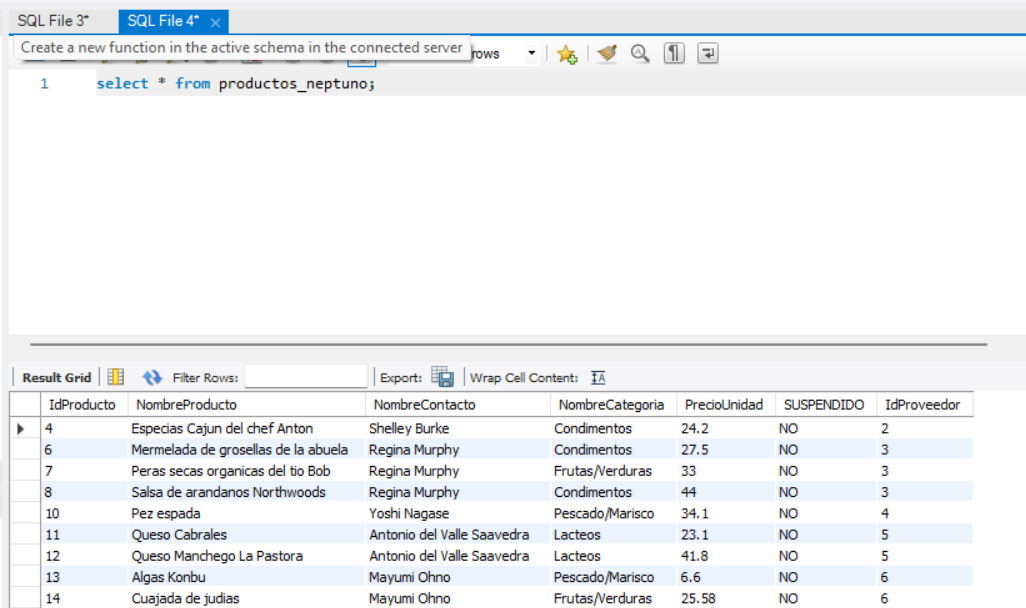 SQL File 3* SQL File 4*
Create a new function in the active schema in the connected server rows
1 select * from productos_neptuno;
Result Grid Filter Rows: Export: Wrap Cell Content:
IdProducto NombreProducto NombreContacto NombreCategoria PrecioUnidad SUSPENDIDO IdProveedor
4 Especias Cajun del chef Anton Shelley Burke Condimentos 24.2 NO 2
6 Mermelada de grosellas de la abuela Regina Murphy Condimentos 27.5 NO 3
7 Peras secas organicas del tio Bob Regina Murphy Frutas/Verduras 33 NO 3
8 Salsa de arandanos Northwoods Regina Murphy Condimentos 44 NO 3
10 Pez espada Yoshi Nagase Pescado/Marisco 34.1 NO 4
11 Queso Cabrales Antonio del Valle Saavedra Lacteos 23.1 NO 5
12 Queso Manchego La Pastora Antonio del Valle Saavedra Lacteos 41.8 NO 5
13 Algas Konbu Mayumi Ohno Pescado/Marisco 6.6 NO 6
14 Cuajada de judias Mayumi Ohno Frutas/Verduras 25.58 NO 6